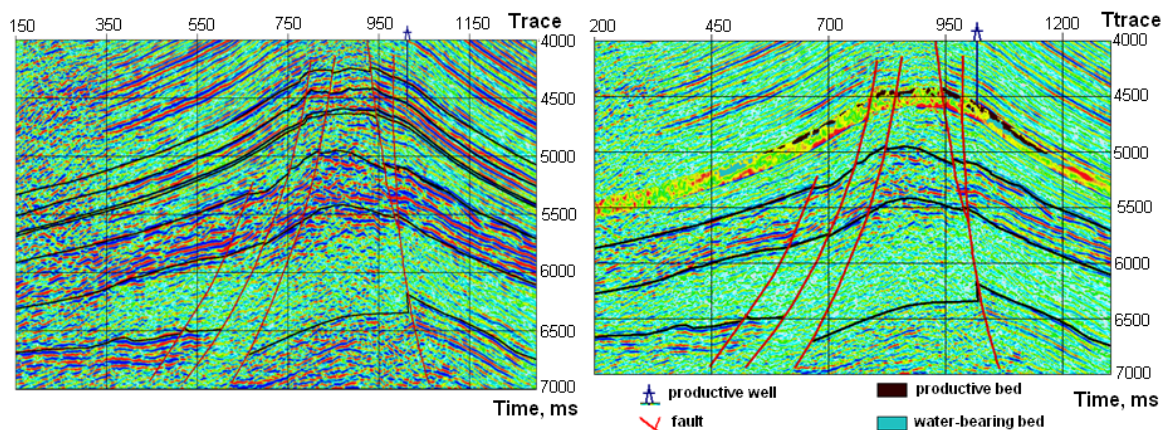 Trace
150 350 550 750 950 1150
4000
4500
5000
5500
6000
6500
7000
Time, ms
Ttrace
200 450 700 950 1200
4000
4500
5000
5500
6000
6500
7000
Time, ms
productive well
productive bed
fault
water-bearing bed